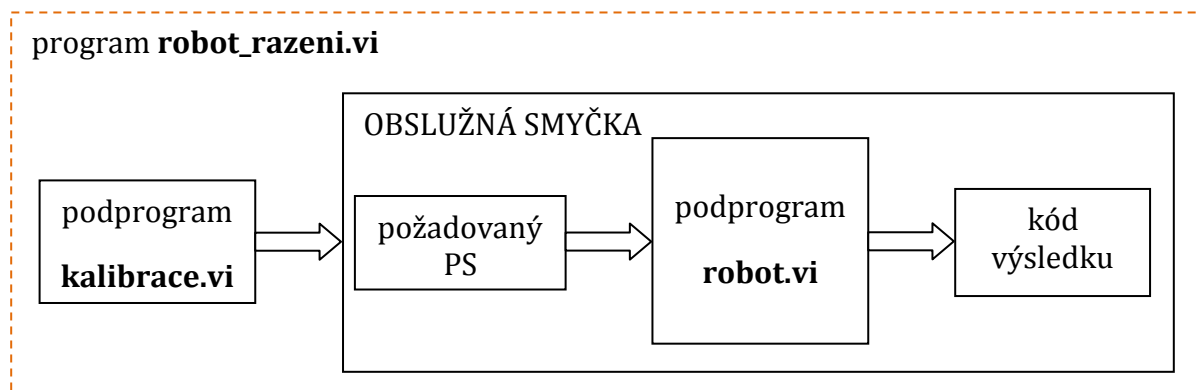 program robot_razeni.vi
OBSLUŽNÁ SMYČKA
podprogram
kalibrace.vi
požadovaný
PS
podprogram
robot.vi
kód
výsledku